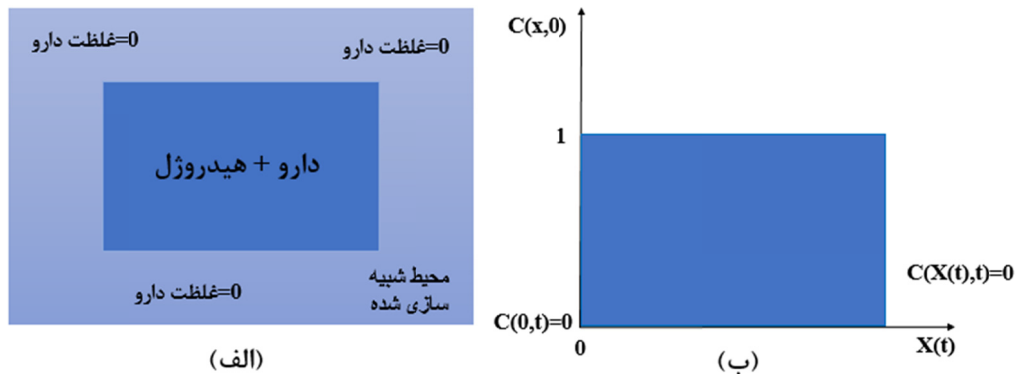 غلظت دارو=0
غلظت دارو=0
دارو + هیدروژل
غلظت دارو=0
محیط شبیه
سازی شده
(الف)
C(x,0)
1
C(X(t),t)=0
C(0,t)=0
0
X(t)
(ب)